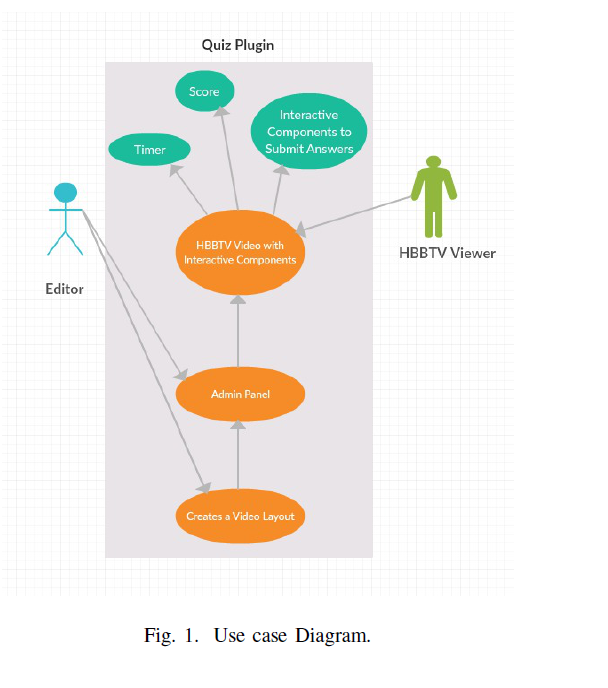 Quiz Plugin
Score
Interactive
Components to
Submit Answers
Timer
HBBTV Video with
Interactive Components
HBBTV Viewer
Editor
Admin Panel
Creates a Video Layout
Fig. 1. Use case Diagram.